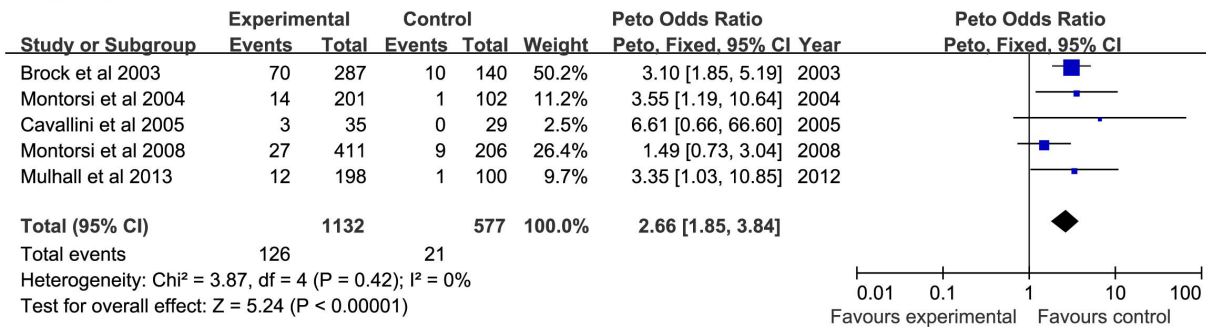 Experimental Control Peto Odds Ratio Peto Odds Ratio
Study or Subgroup Events Total Events Total Weight Peto, Fixed, 95% CI Year Peto, Fixed, 95% CI
Brock et al 2003 70 287 10 140 50.2% 3.10 [1.85, 5.19] 2003
Montorsi et al 2004 14 201 1 102 11.2% 3.55 [1.19, 10.64] 2004
Cavallini et al 2005 3 35 0 29 2.5% 6.61 [0.66, 66.60] 2005
Montorsi et al 2008 27 411 9 206 26.4% 1.49 [0.73, 3.04] 2008
Mulhall et al 2013 12 198 1 100 9.7% 3.35 [1.03, 10.85] 2012
Total (95% CI) 1132 577 100.0% 2.66 [1.85, 3.84]
Total events 126 21
Heterogeneity: Chi² = 3.87, df = 4 (P = 0.42); I² = 0%
Test for overall effect: Z = 5.24 (P < 0.00001)
0.01 0.1 1 10 100
Favours experimental Favours control